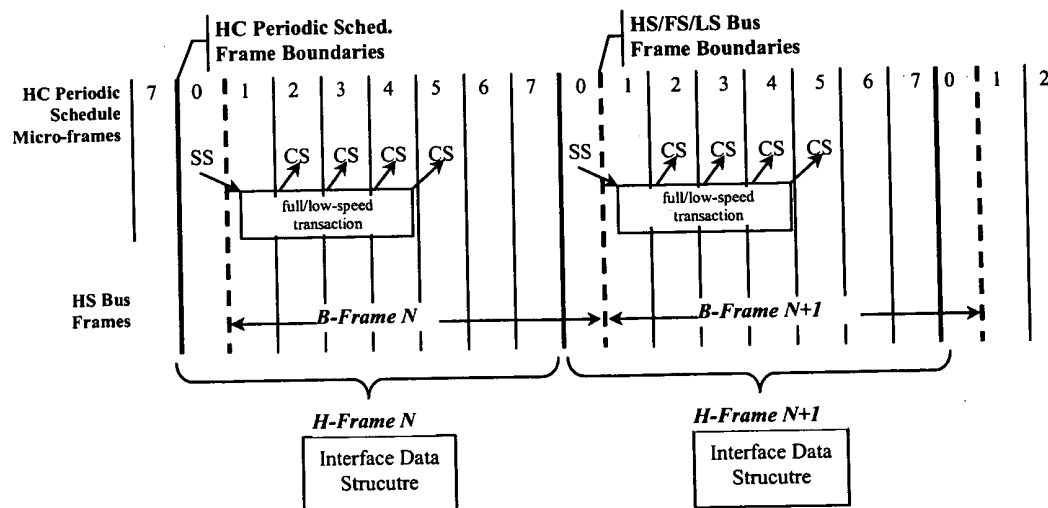 HC Periodic Sched.
Frame Boundaries
HS/FS/LS Bus
Frame Boundaries
HC Periodic
Schedule
Micro-frames
7 0 1 2 3 4 5 6 7 0 1 2 3 4 5 6 7 0 1 2
SS CS CS CS CS SS CS CS CS CS
full/low-speed
transaction
full/low-speed
transaction
HS Bus
Frames
B-Frame N
B-Frame N+1
H-Frame N
H-Frame N+1
Interface Data
Strucutre
Interface Data
Strucutre